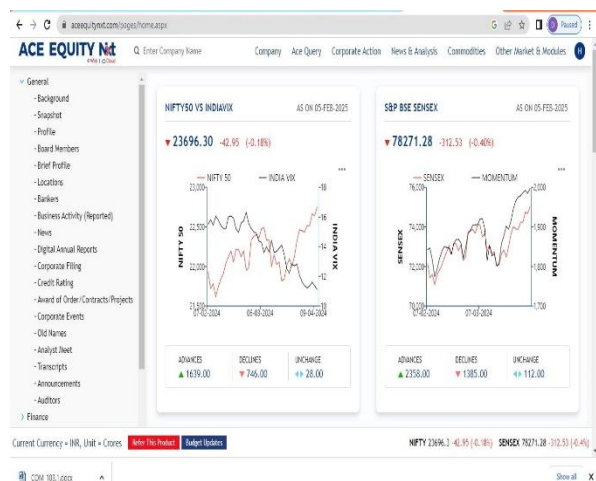 aceequitynxt.com/pages/home.aspx
Paused
ACE EQUITY Nxt
Enter Company Name
Company Ace Query Corporate Action News & Analysis Commodities Other Market & Modules H
General
- Background
- Snapshot
- Profile
- Board Members
- Brief Profile
- Locations
- Bankers
- Business Activity (Reported)
- News
- Digital Annual Reports
- Corporate Filing
- Credit Rating
- Award of Order/Contracts/Projects
- Corporate Events
- Old Names
- Analyst Meet
- Transcripts
- Announcements
- Auditors
Finance
NIFTY50 VS INDIAVIX AS ON 05-FEB-2025
23696.30 -42.95 (-0.18%)
NIFTY 50 INDIA VIX
23,000 18
22,500 16
14
22,000 12
21,500 10
NIFTY 50
INDIA VIX
07-02-2024 08-03-2024 09-04-2024
ADVANCES DECLINES UNCHANGE
1639.00 746.00 28.00
S&P BSE SENSEX AS ON 05-FEB-2025
78271.28 -312.53 (-0.40%)
SENSEX MOMENTUM
76,000 2,000
74,000 1,900
72,000 1,800
70,000 1,700
SENSEX
MOMENTUM
07-02-2024 07-03-2024
ADVANCES DECLINES UNCHANGE
2358.00 1385.00 112.00
Current Currency = INR, Unit = Crores Refer This Product Budget Updates
NIFTY 23696.3 -42.95 (-0.18%) SENSEX 78271.28 -312.53 (-0.4%)
COM 103.1.docx
Show all X